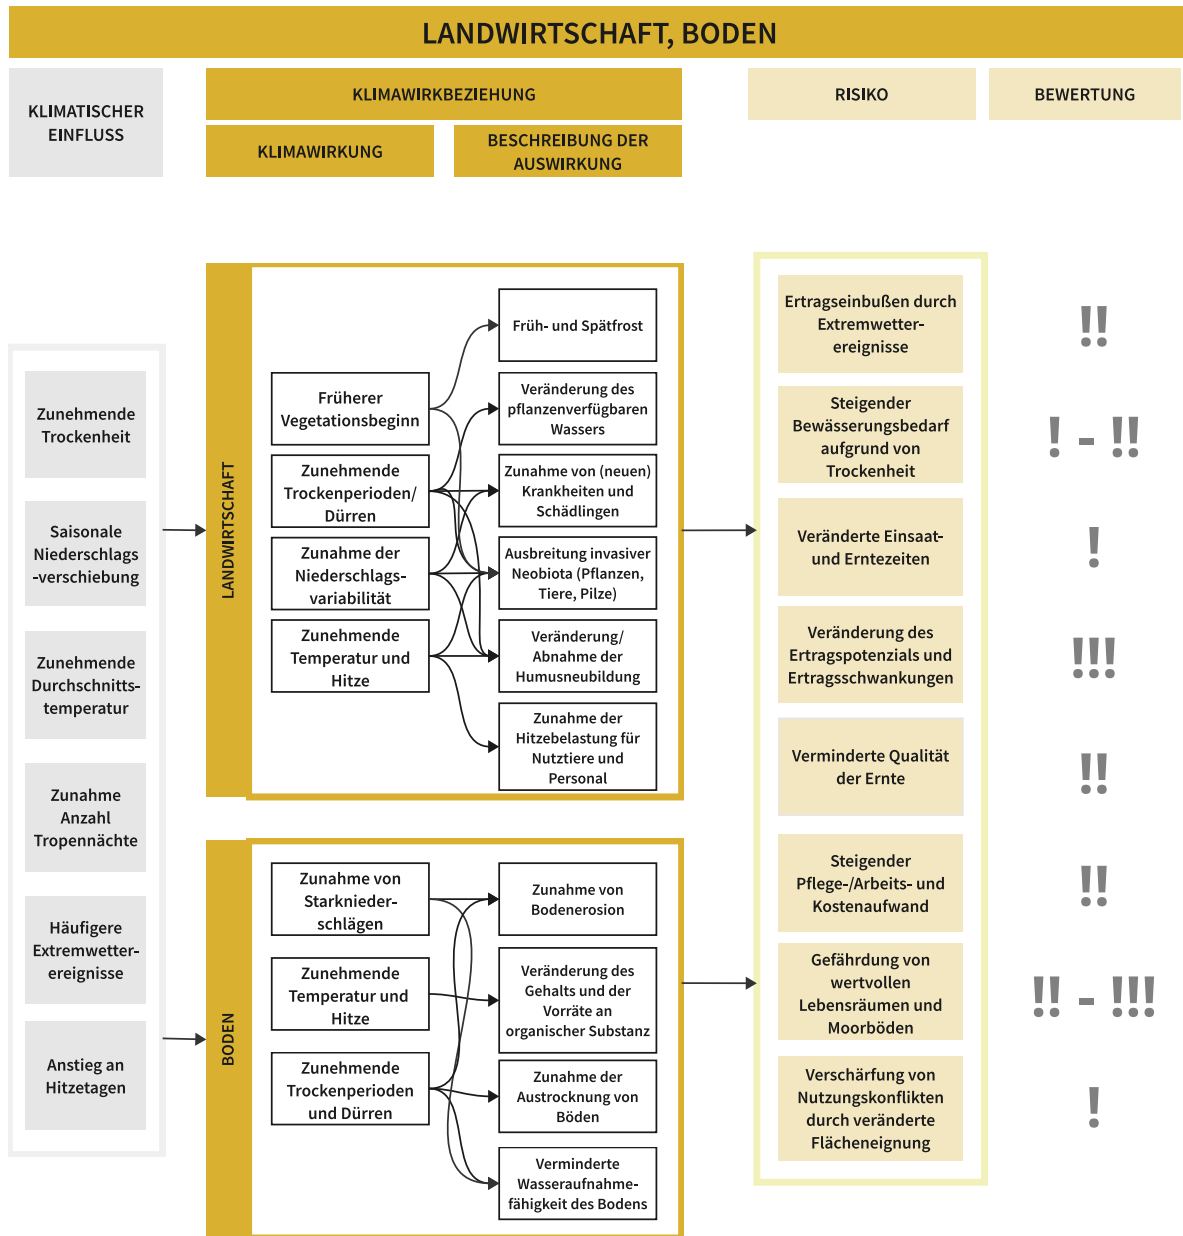 LANDWIRTSCHAFT, BODEN
KLIMATISCHER
EINFLUSS
KLIMAWIRKBEZIEHUNG
RISIKO
BEWERTUNG
KLIMAWIRKUNG
BESCHREIBUNG DER
AUSWIRKUNG
Zunehmende
Trockenheit
Saisonale
Niederschlags
-verschiebung
Zunehmende
Durchschnitts-
temperatur
Zunahme
Anzahl
Tropennächte
Häufigere
Extremwetter-
ereignisse
Anstieg an
Hitzetagen
LANDWIRTSCHAFT
Früherer
Vegetationsbeginn
Zunehmende
Trockenperioden/
Dürren
Zunahme der
Niederschlags-
variabilität
Zunehmende
Temperatur und
Hitze
Früh- und Spätfrost
Veränderung des
pflanzenverfügbaren
Wassers
Zunahme von (neuen)
Krankheiten und
Schädlingen
Ausbreitung invasiver
Neobiota (Pflanzen,
Tiere, Pilze)
Veränderung/
Abnahme der
Humusneubildung
Zunahme der
Hitzebelastung für
Nutztiere und
Personal
BODEN
Zunahme von
Starknieder-
schlägen
Zunehmende
Temperatur und
Hitze
Zunehmende
Trockenperioden
und Dürren
Zunahme von
Bodenerosion
Veränderung des
Gehalts und der
Vorräte an
organischer Substanz
Zunahme der
Austrocknung von
Böden
Verminderte
Wasseraufnahme-
fähigkeit des Bodens
Ertragseinbußen durch
Extremwetter-
ereignisse
!!
Steigender
Bewässerungsbedarf
aufgrund von
Trockenheit
! - !!
Veränderte Einsaat-
und Erntezeiten
!
Veränderung des
Ertragspotenzials und
Ertragsschwankungen
!!!
Verminderte Qualität
der Ernte
!!
Steigender
Pflege-/Arbeits- und
Kostenaufwand
!!
Gefährdung von
wertvollen
Lebensräumen und
Moorböden
!! - !!!
Verschärfung von
Nutzungskonflikten
durch veränderte
Flächeneignung
!